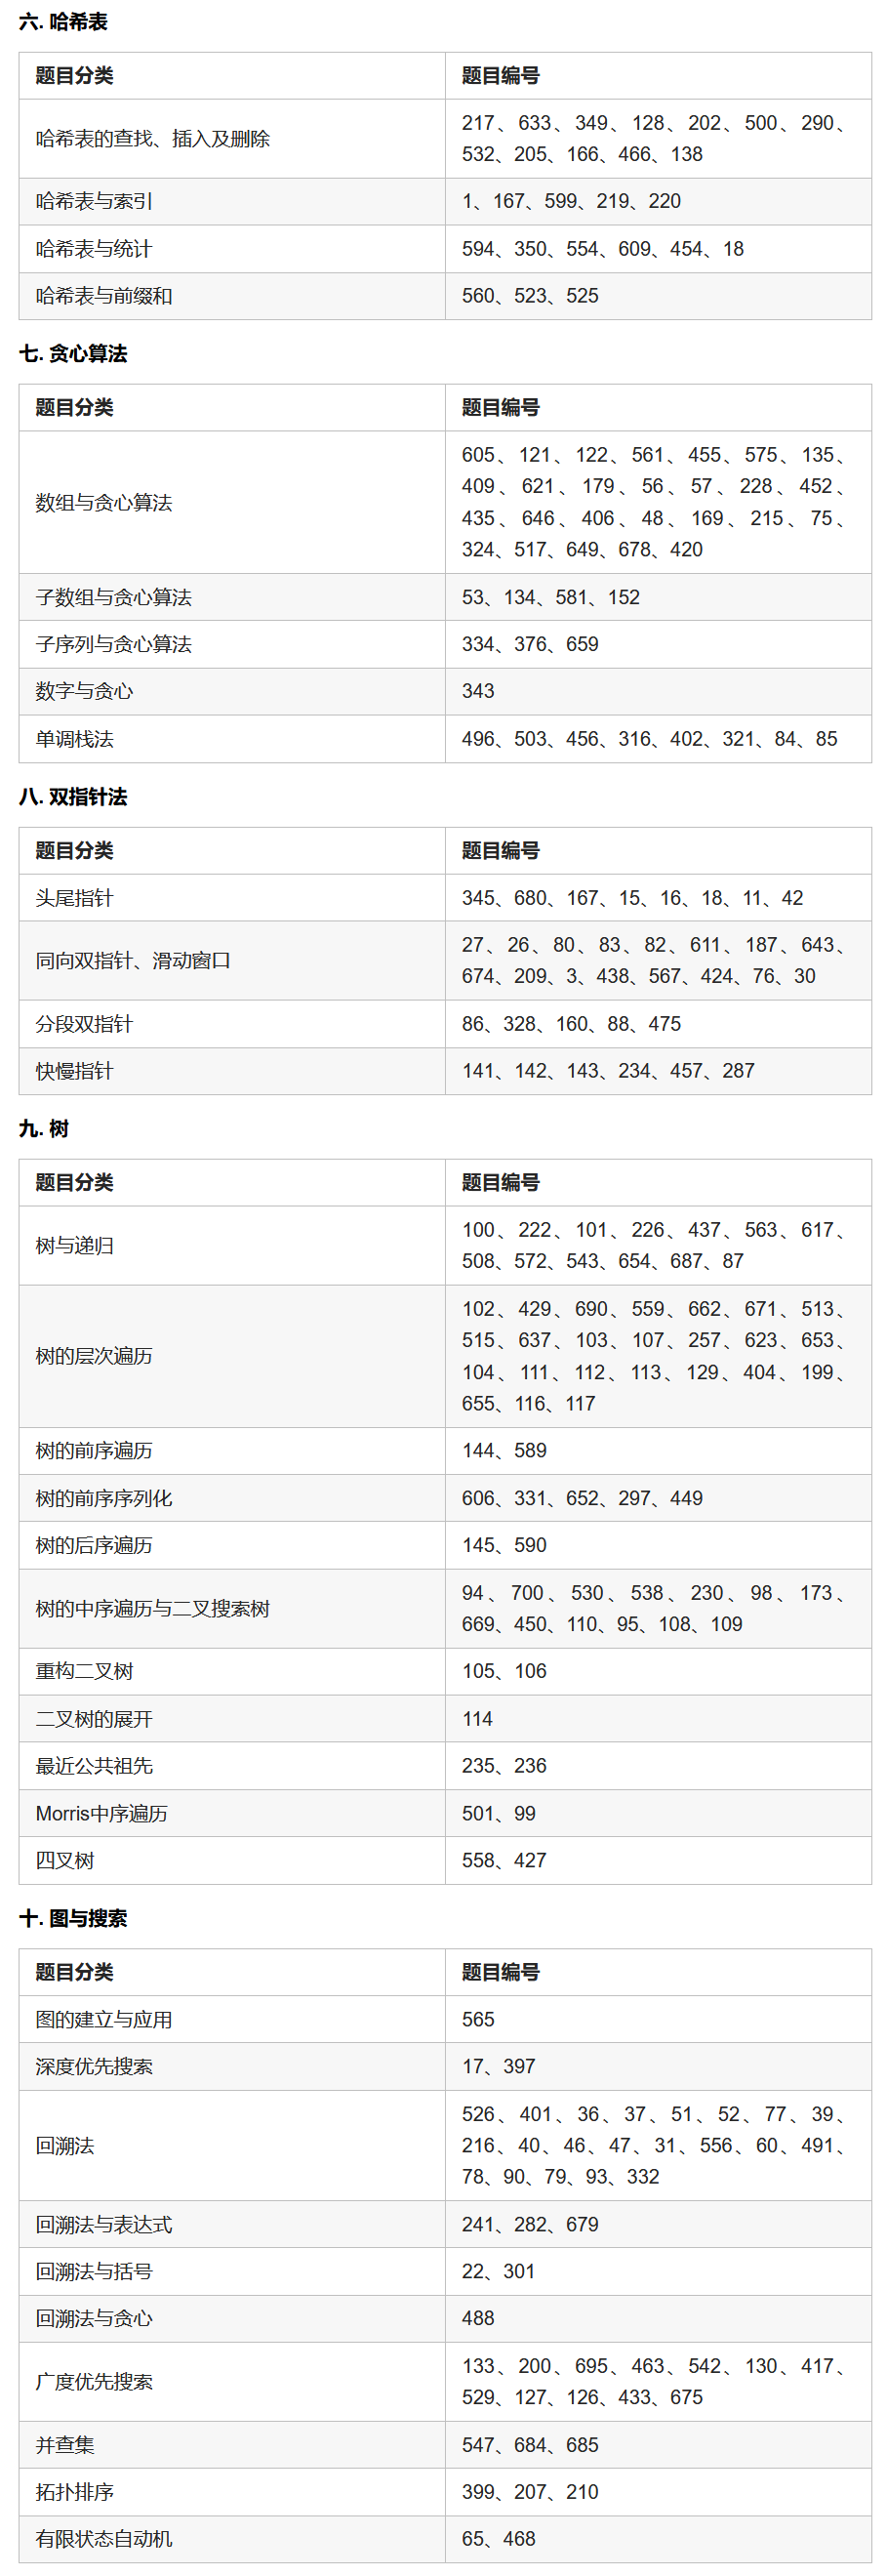 六. 哈希表
题目分类 题目编号
哈希表的查找、插入及删除 217、633、349、128、202、500、290、
532、205、166、466、138
哈希表与索引 1、167、599、219、220
哈希表与统计 594、350、554、609、454、18
哈希表与前缀和 560、523、525
七. 贪心算法
题目分类 题目编号
数组与贪心算法 605、121、122、561、455、575、135、
409、621、179、56、57、228、452、
435、646、406、48、169、215、75、
324、517、649、678、420
子数组与贪心算法 53、134、581、152
子序列与贪心算法 334、376、659
数字与贪心 343
单调栈法 496、503、456、316、402、321、84、85
八. 双指针法
题目分类 题目编号
头尾指针 345、680、167、15、16、18、11、42
同向双指针、滑动窗口 27、26、80、83、82、611、187、643、
674、209、3、438、567、424、76、30
分段双指针 86、328、160、88、475
快慢指针 141、142、143、234、457、287
九. 树
题目分类 题目编号
树与递归 100、222、101、226、437、563、617、
508、572、543、654、687、87
树的层次遍历 102、429、690、559、662、671、513、
515、637、103、107、257、623、653、
104、111、112、113、129、404、199、
655、116、117
树的前序遍历 144、589
树的前序序列化 606、331、652、297、449
树的后序遍历 145、590
树的中序遍历与二叉搜索树 94、700、530、538、230、98、173、
669、450、110、95、108、109
重构二叉树 105、106
二叉树的展开 114
最近公共祖先 235、236
Morris中序遍历 501、99
四叉树 558、427
十. 图与搜索
题目分类 题目编号
图的建立与应用 565
深度优先搜索 17、397
回溯法 526、401、36、37、51、52、77、39、
216、40、46、47、31、556、60、491、
78、90、79、93、332
回溯法与表达式 241、282、679
回溯法与括号 22、301
回溯法与贪心 488
广度优先搜索 133、200、695、463、542、130、417、
529、127、126、433、675
并查集 547、684、685
拓扑排序 399、207、210
有限状态自动机 65、468